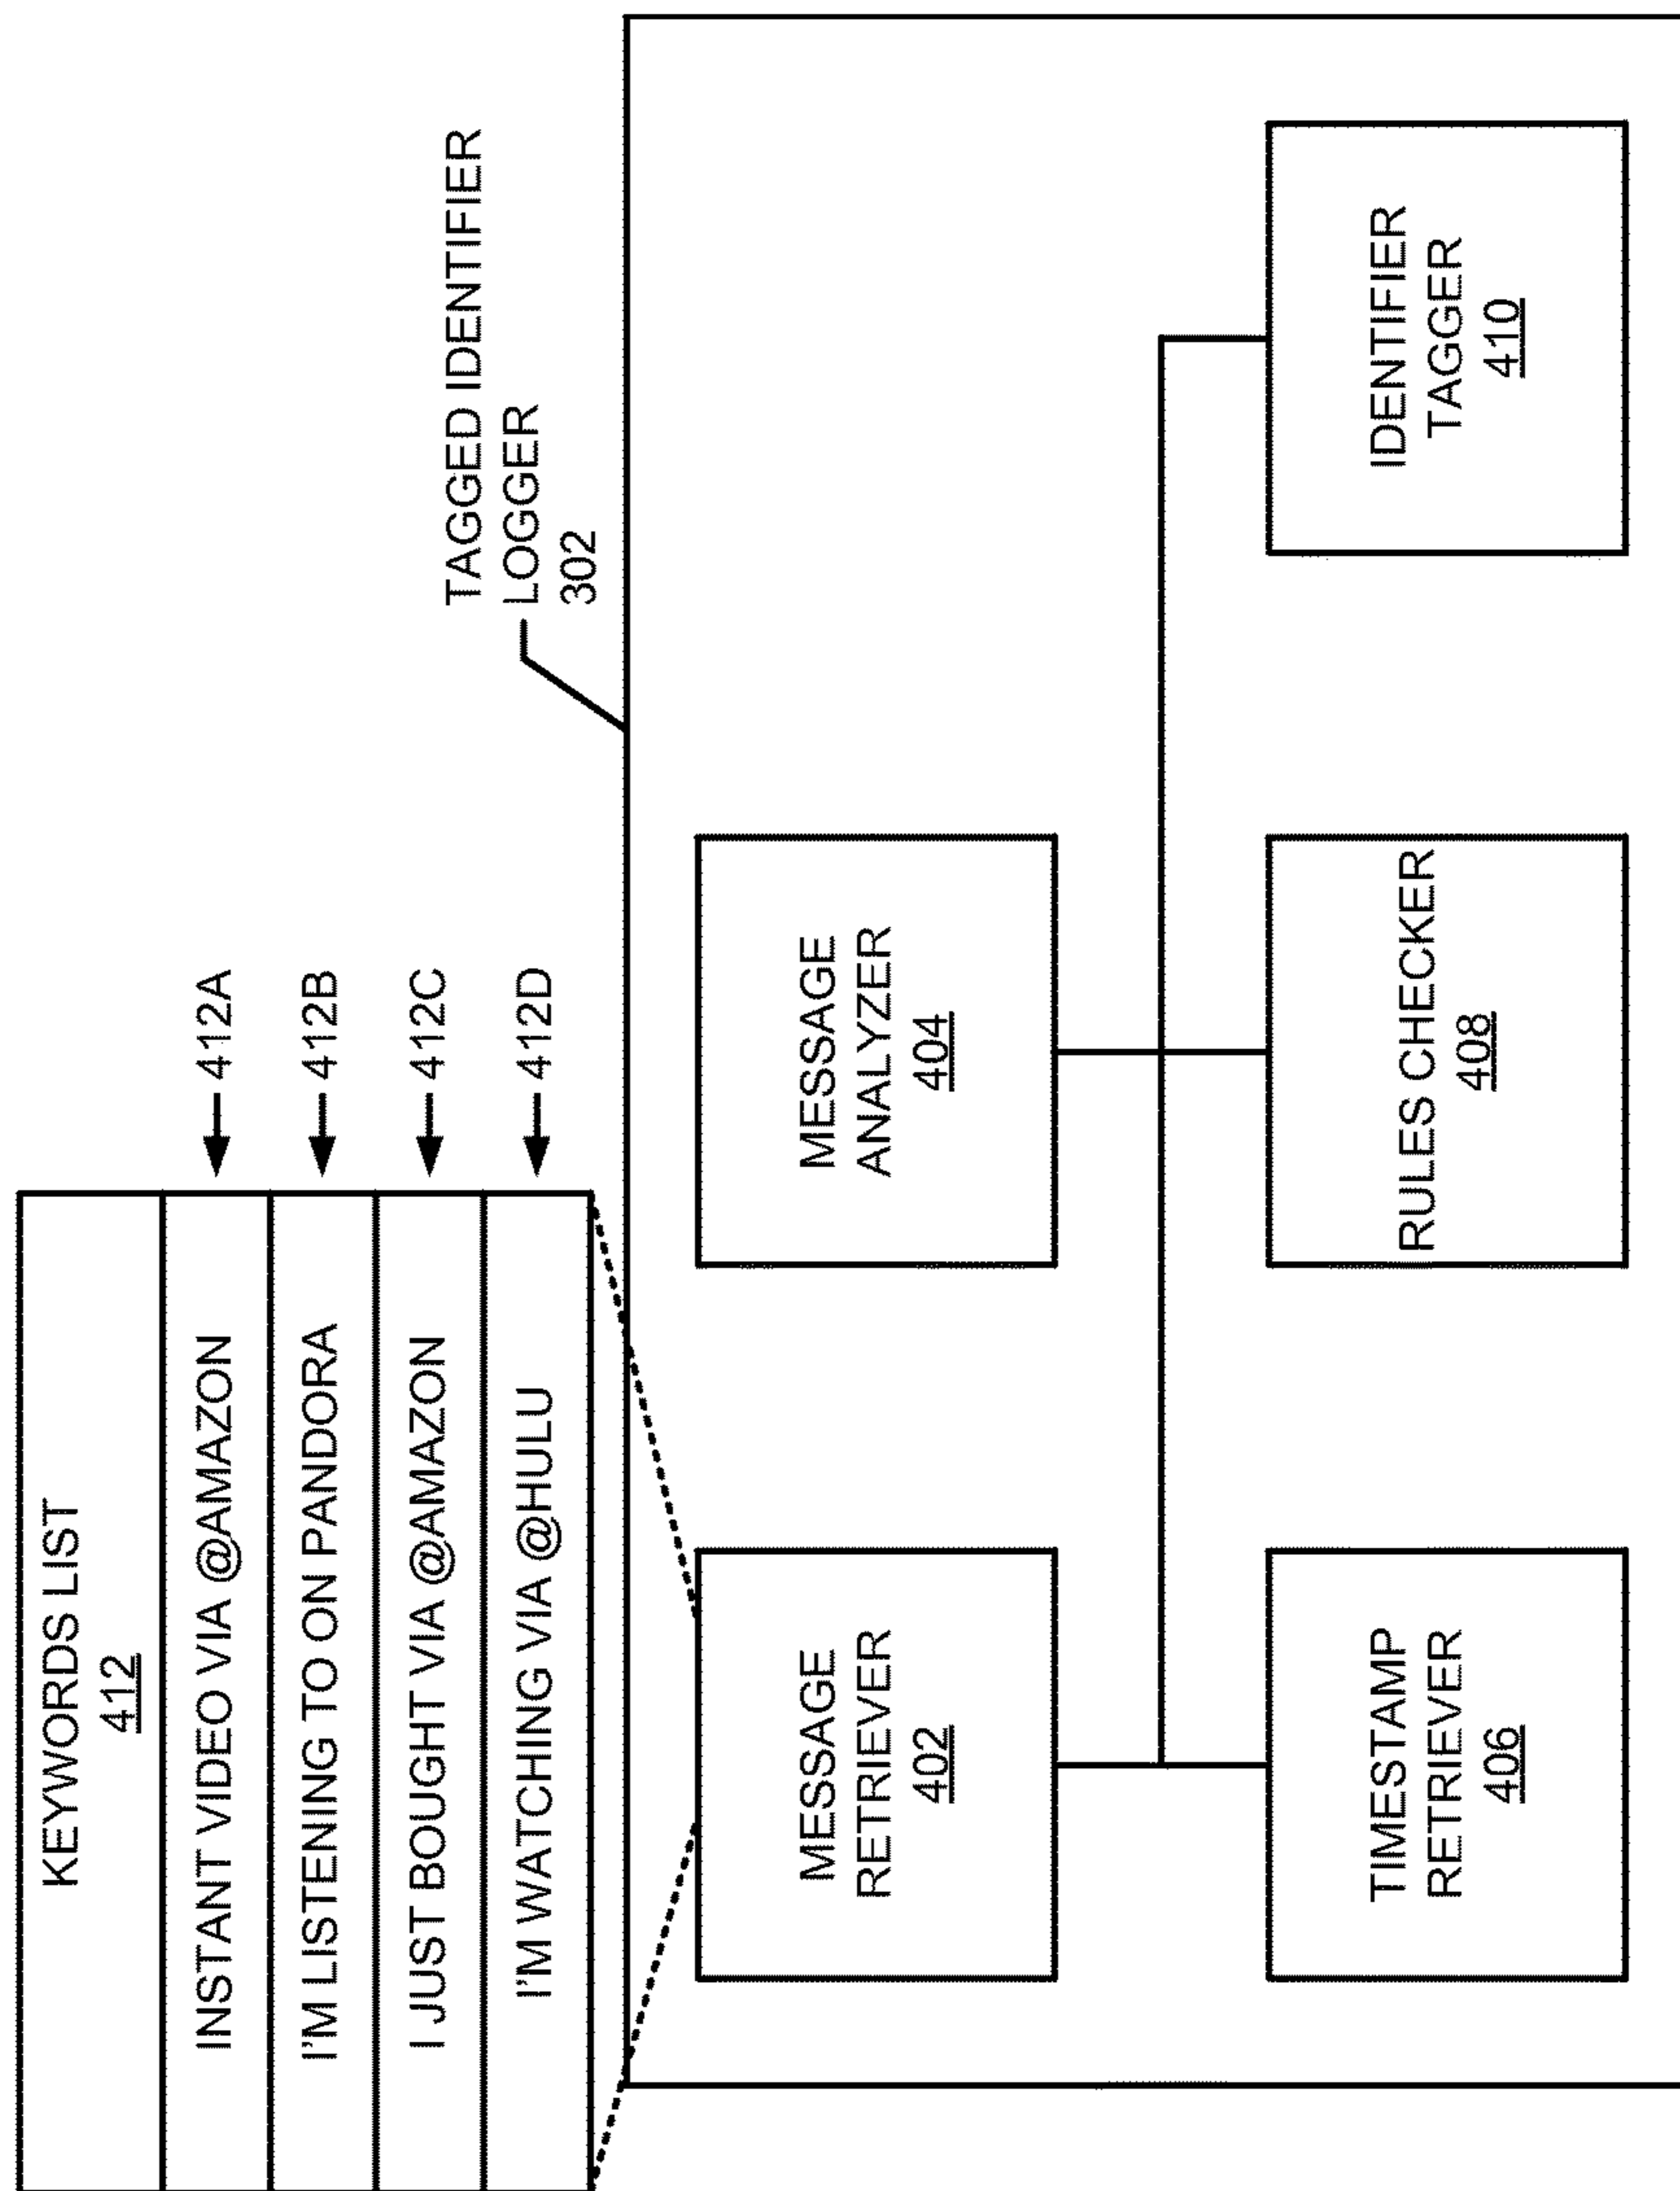 KEYWORDS LIST
412
INSTANT VIDEO VIA @AMAZON
412A
I'M LISTENING TO ON PANDORA
412B
I JUST BOUGHT VIA @AMAZON
412C
I'M WATCHING VIA @HULU
412D
TAGGED IDENTIFIER
LOGGER
302
MESSAGE
RETRIEVER
402
MESSAGE
ANALYZER
404
TIMESTAMP
RETRIEVER
406
RULES CHECKER
408
IDENTIFIER
TAGGER
410